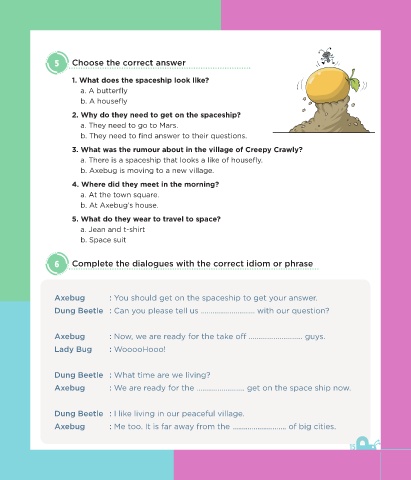 5 Choose the correct answer
1. What does the spaceship look like?
a. A butterfly
b. A housefly
2. Why do they need to get on the spaceship?
a. They need to go to Mars.
b. They need to find answer to their questions.
3. What was the rumour about in the village of Creepy Crawly?
a. There is a spaceship that looks a like of housefly.
b. Axebug is moving to a new village.
4. Where did they meet in the morning?
a. At the town square.
b. At Axebug's house.
5. What do they wear to travel to space?
a. Jean and t-shirt
b. Space suit
6 Complete the dialogues with the correct idiom or phrase
Axebug : You should get on the spaceship to get your answer.
Dung Beetle : Can you please tell us .......................... with our question?
Axebug : Now, we are ready for the take off .......................... guys.
Lady Bug : WooooHooo!
Dung Beetle : What time are we living?
Axebug : We are ready for the ....................... get on the space ship now.
Dung Beetle : I like living in our peaceful village.
Axebug : Me too. It is far away from the .......................... of big cities.